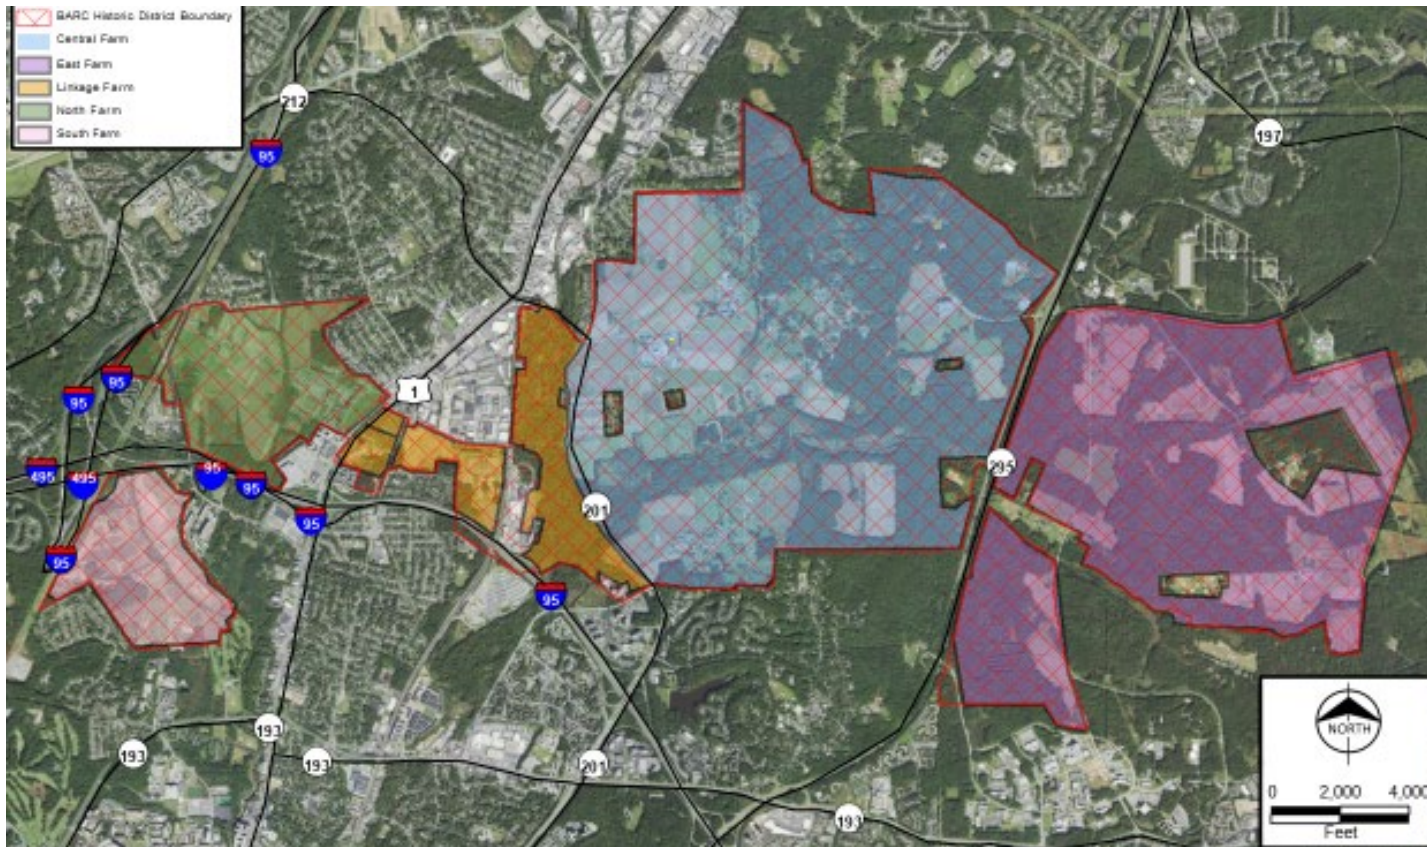 BARC Historic District Boundary
Central Farm
East Farm
Linkage Farm
North Farm
South Farm
212
95
197
1
95
95
495
495
95
95
295
201
95
95
95
193
193
193
201
193
NORTH
0 2,000 4,000
Feet